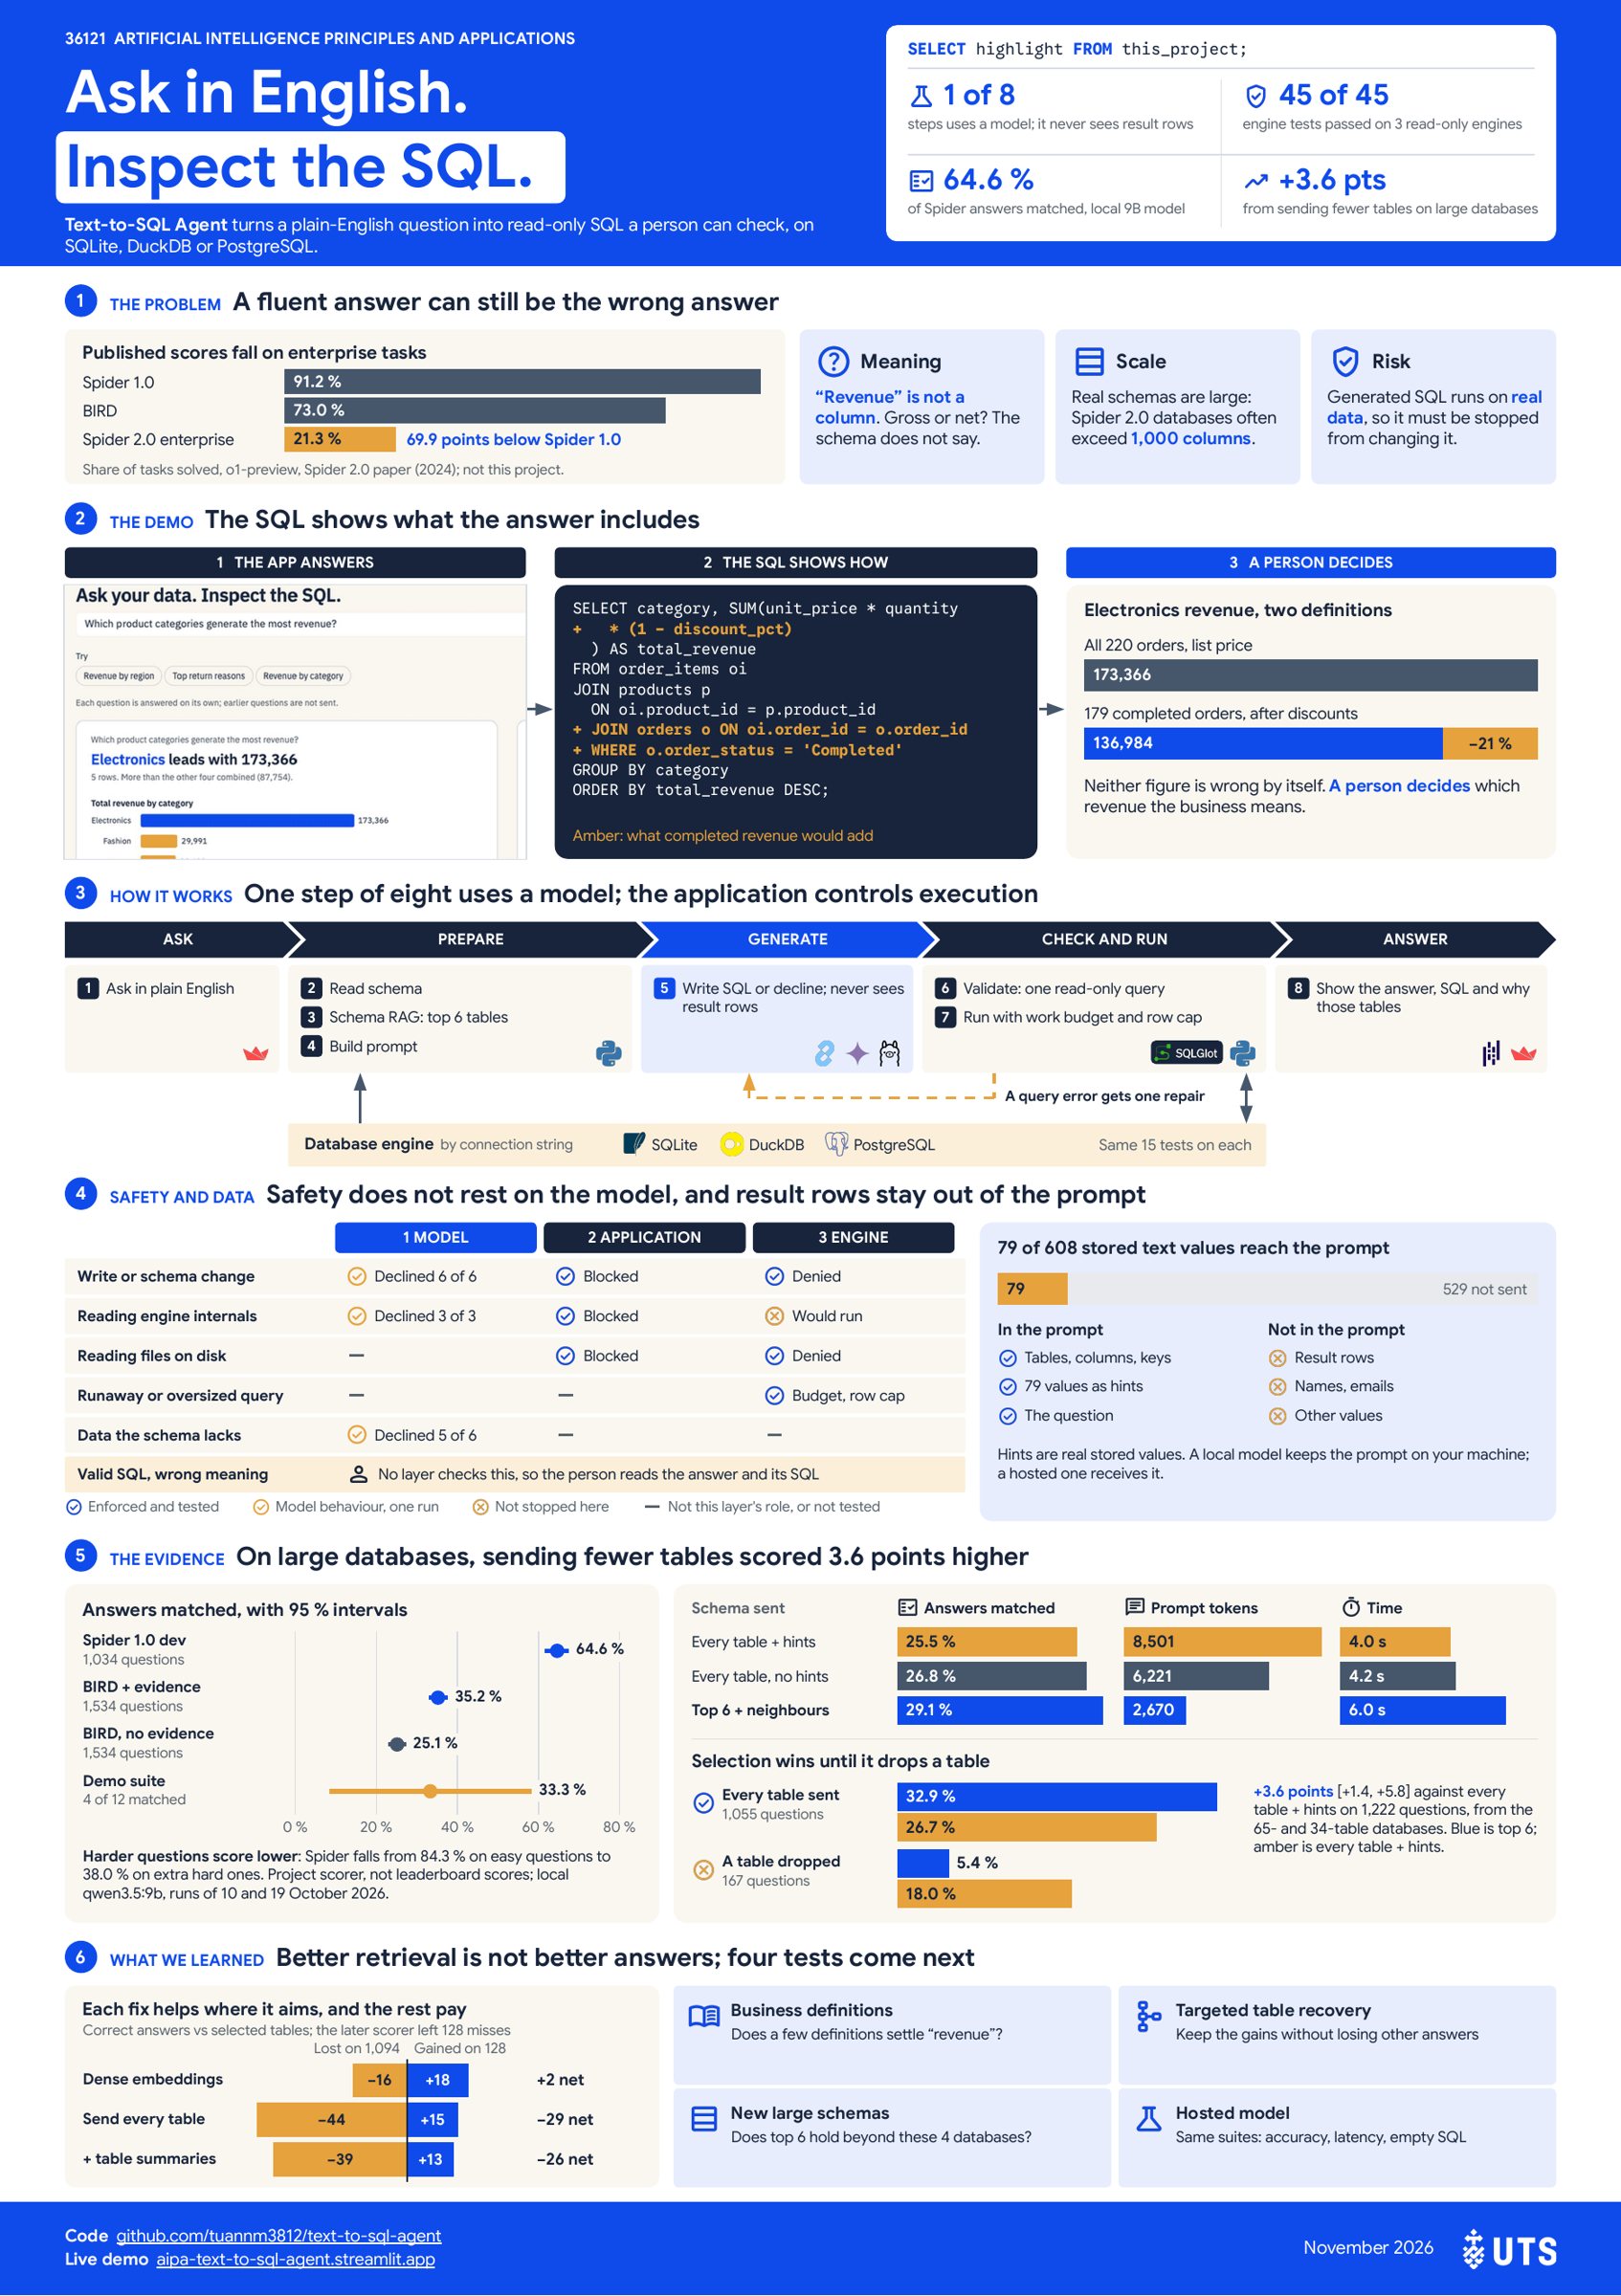 36121 ARTIFICIAL INTELLIGENCE PRINCIPLES AND APPLICATIONS
Ask in English.
Inspect the SQL.
Text-to-SQL Agent turns a plain-English question into read-only SQL a person can check, on
SQLite, DuckDB or PostgreSQL.
SELECT highlight FROM this_project;
1 of 8
steps uses a model; it never sees result rows
45 of 45
engine tests passed on 3 read-only engines
64.6 %
of Spider answers matched, local 9B model
+3.6 pts
from sending fewer tables on large databases
1 THE PROBLEM A fluent answer can still be the wrong answer
Published scores fall on enterprise tasks
Spider 1.0 91.2 %
BIRD 73.0 %
Spider 2.0 enterprise 21.3 % 69.9 points below Spider 1.0
Share of tasks solved, o1-preview, Spider 2.0 paper (2024); not this project.
Meaning
“Revenue” is not a
column. Gross or net? The
schema does not say.
Scale
Real schemas are large:
Spider 2.0 databases often
exceed 1,000 columns.
Risk
Generated SQL runs on real
data, so it must be stopped
from changing it.
2 THE DEMO The SQL shows what the answer includes
1 THE APP ANSWERS
Ask your data. Inspect the SQL.
Which product categories generate the most revenue?
Try
Revenue by region Top return reasons Revenue by category
Each question is answered on its own; earlier questions are not sent.
Which product categories generate the most revenue?
Electronics leads with 173,366
5 rows. More than the other four combined (87,754).
Total revenue by category
Electronics 173,366
Fashion 29,991
2 THE SQL SHOWS HOW
SELECT category, SUM(unit_price * quantity
+ * (1 - discount_pct)
) AS total_revenue
FROM order_items oi
JOIN products p
ON oi.product_id = p.product_id
+ JOIN orders o ON oi.order_id = o.order_id
+ WHERE o.order_status = 'Completed'
GROUP BY category
ORDER BY total_revenue DESC;
Amber: what completed revenue would add
3 A PERSON DECIDES
Electronics revenue, two definitions
All 220 orders, list price
173,366
179 completed orders, after discounts
136,984 −21 %
Neither figure is wrong by itself. A person decides which
revenue the business means.
3 HOW IT WORKS One step of eight uses a model; the application controls execution
ASK
1 Ask in plain English
PREPARE
2 Read schema
3 Schema RAG: top 6 tables
4 Build prompt
GENERATE
5 Write SQL or decline; never sees
result rows
CHECK AND RUN
6 Validate: one read-only query
7 Run with work budget and row cap
SQLGlot
ANSWER
8 Show the answer, SQL and why
those tables
A query error gets one repair
Database engine by connection string SQLite DuckDB PostgreSQL Same 15 tests on each
4 SAFETY AND DATA Safety does not rest on the model, and result rows stay out of the prompt
1 MODEL 2 APPLICATION 3 ENGINE
Write or schema change Declined 6 of 6 Blocked Denied
Reading engine internals Declined 3 of 3 Blocked Would run
Reading files on disk — Blocked Denied
Runaway or oversized query — — Budget, row cap
Data the schema lacks Declined 5 of 6 — —
Valid SQL, wrong meaning No layer checks this, so the person reads the answer and its SQL
Enforced and tested Model behaviour, one run Not stopped here — Not this layer's role, or not tested
79 of 608 stored text values reach the prompt
79 529 not sent
In the prompt
Tables, columns, keys
79 values as hints
The question
Not in the prompt
Result rows
Names, emails
Other values
Hints are real stored values. A local model keeps the prompt on your machine;
a hosted one receives it.
5 THE EVIDENCE On large databases, sending fewer tables scored 3.6 points higher
Answers matched, with 95 % intervals
Spider 1.0 dev 64.6 %
1,034 questions
BIRD + evidence 35.2 %
1,534 questions
BIRD, no evidence 25.1 %
1,534 questions
Demo suite 33.3 %
4 of 12 matched
0 % 20 % 40 % 60 % 80 %
Harder questions score lower: Spider falls from 84.3 % on easy questions to
38.0 % on extra hard ones. Project scorer, not leaderboard scores; local
qwen3.5:9b, runs of 10 and 19 October 2026.
Schema sent Answers matched Prompt tokens Time
Every table + hints 25.5 % 8,501 4.0 s
Every table, no hints 26.8 % 6,221 4.2 s
Top 6 + neighbours 29.1 % 2,670 6.0 s
Selection wins until it drops a table
Every table sent 32.9 %
1,055 questions 26.7 %
A table dropped 5.4 %
167 questions 18.0 %
+3.6 points [+1.4, +5.8] against every
table + hints on 1,222 questions, from the
65- and 34-table databases. Blue is top 6;
amber is every table + hints.
6 WHAT WE LEARNED Better retrieval is not better answers; four tests come next
Each fix helps where it aims, and the rest pay
Correct answers vs selected tables; the later scorer left 128 misses
Lost on 1,094 Gained on 128
Dense embeddings −16 +18 +2 net
Send every table −44 +15 −29 net
+ table summaries −39 +13 −26 net
Business definitions
Does a few definitions settle “revenue”?
Targeted table recovery
Keep the gains without losing other answers
New large schemas
Does top 6 hold beyond these 4 databases?
Hosted model
Same suites: accuracy, latency, empty SQL
Code github.com/tuannm3812/text-to-sql-agent
Live demo aipa-text-to-sql-agent.streamlit.app
November 2026
UTS